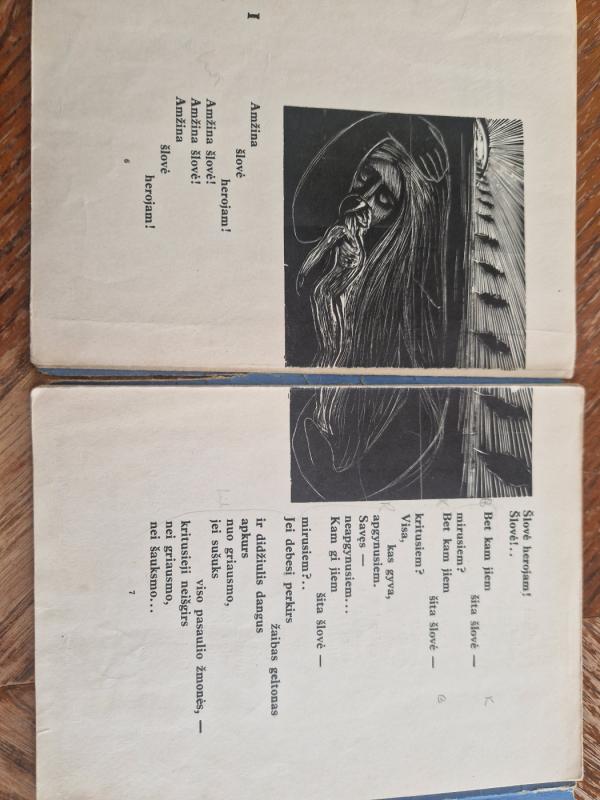 I
Amžina
šlovė
herojam!
Amžina šlovė!
Amžina šlovė!
Amžina
šlovė
herojam!
6
Šlovė herojam!
Šlovė!..
Bet kam jiem
šita šlovė —
mirusiem?
Bet kam jiem
šita šlovė —
kritusiem?
Visa,
kas gyva,
apgynusiem.
Savęs —
neapgynusiem...
Kam gi jiem
šita šlovė —
mirusiem?..
Jei debesį perkirs
žaibas geltonas
ir didžiulis dangus
apkurs
nuo griausmo,
jei sušuks
viso pasaulio žmonės, —
kritusieji neišgirs
nei griausmo,
nei šauksmo...
7